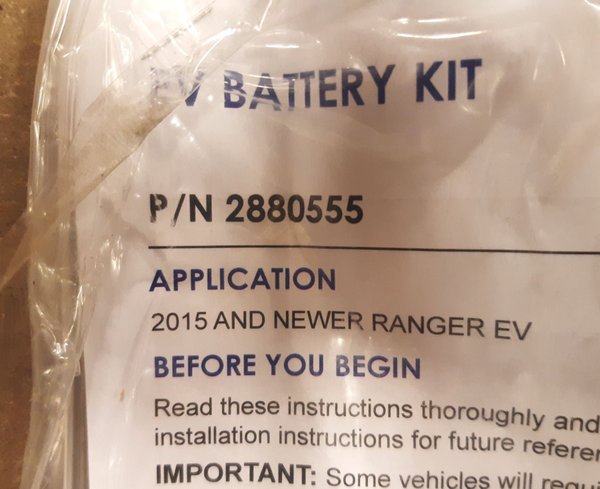 EV BATTERY KIT
P/N 2880555
APPLICATION
2015 AND NEWER RANGER EV
BEFORE YOU BEGIN
Read these instructions thoroughly and
installation instructions for future
IMPORTANT: Some vehicles will